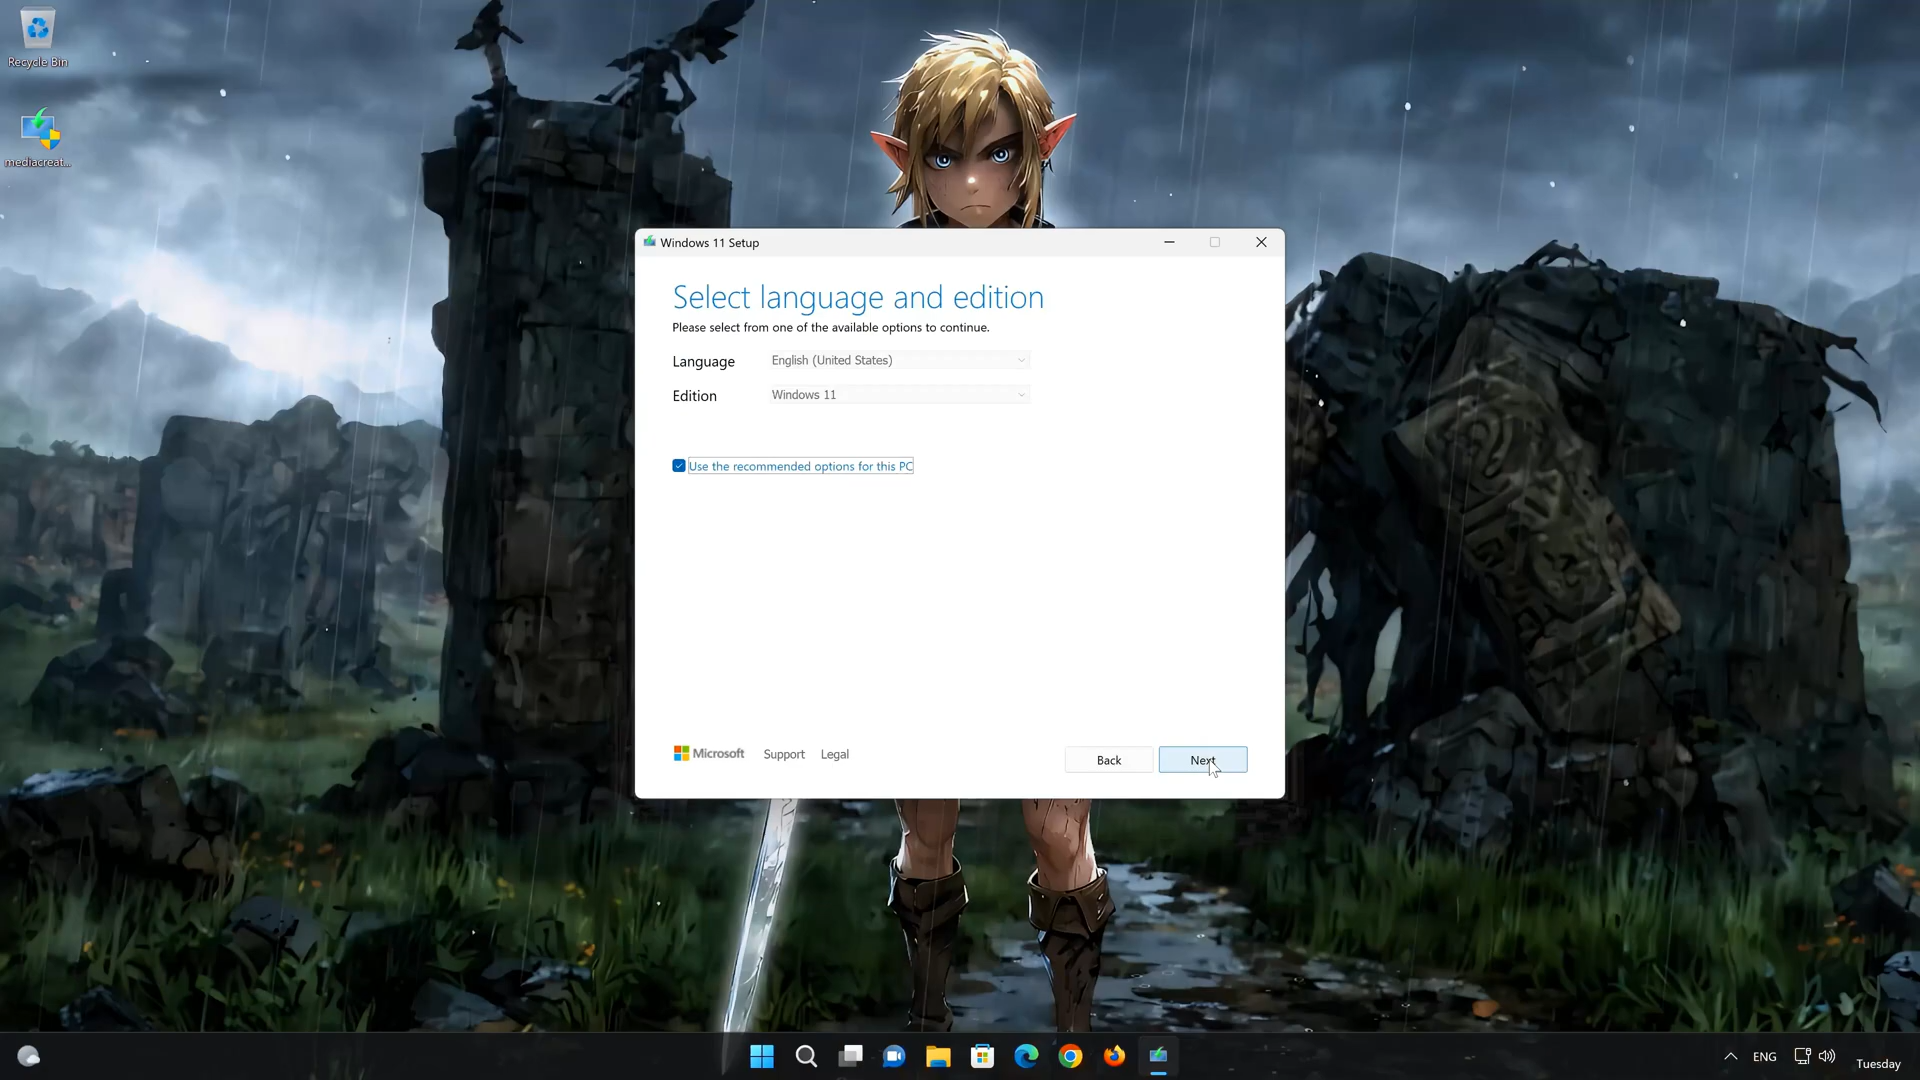 Recycle Bin
mediacreat...
Windows 11 Setup
Select language and edition
Please select from one of the available options to continue.
Language English (United States)
Edition Windows 11
Use the recommended options for this PC
Microsoft Support Legal
Back Next
ENG
Tuesday